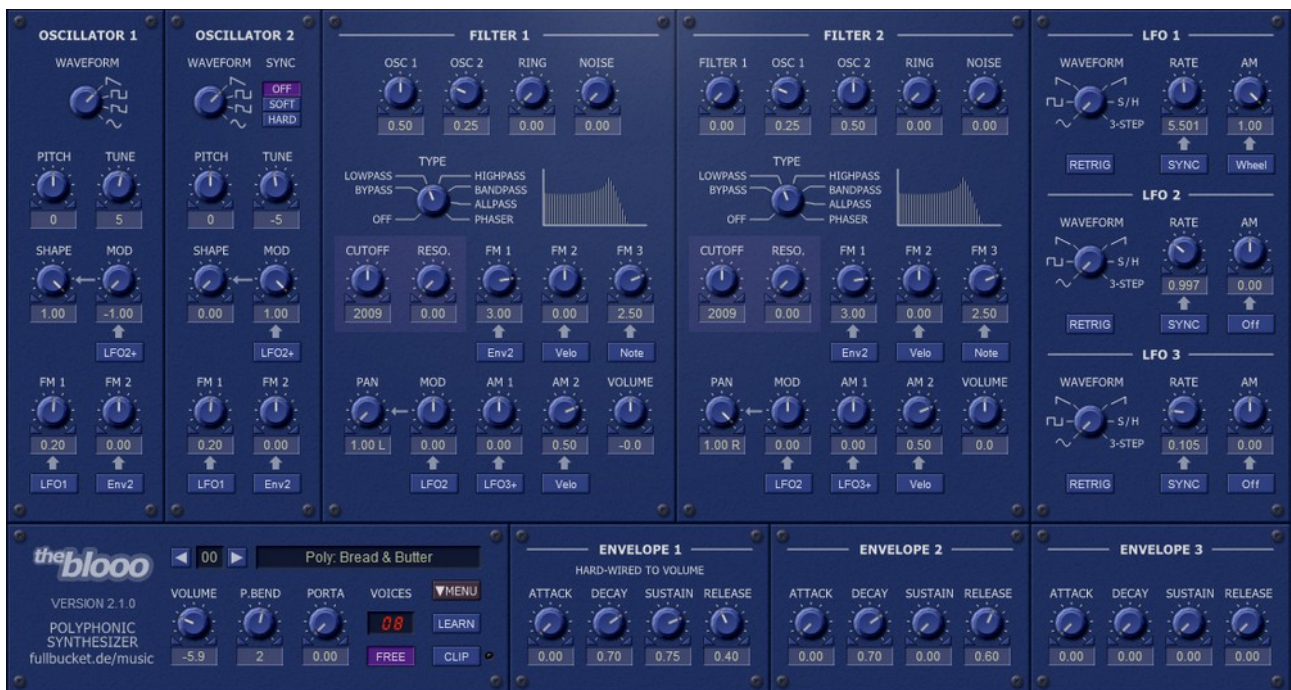 OSCILLATOR 1
WAVEFORM
PITCH TUNE
0 5
SHAPE MOD
1.00 -1.00
LFO2+
FM 1 FM 2
0.20 0.00
LFO1 Env2
OSCILLATOR 2
WAVEFORM SYNC
OFF
SOFT
HARD
PITCH TUNE
0 -5
SHAPE MOD
0.00 1.00
LFO2+
FM 1 FM 2
0.20 0.00
LFO1 Env2
FILTER 1
OSC 1 OSC 2 RING NOISE
0.50 0.25 0.00 0.00
TYPE
LOWPASS HIGHPASS
BYPASS BANDPASS
ALLPASS
OFF PHASER
CUTOFF RESO. FM 1 FM 2 FM 3
2009 0.00 3.00 0.00 2.50
Env2 Velo Note
PAN MOD AM 1 AM 2 VOLUME
1.00 L 0.00 0.00 0.50 -0.0
LFO2 LFO3+ Velo
FILTER 2
FILTER 1 OSC 1 OSC 2 RING NOISE
0.00 0.25 0.50 0.00 0.00
TYPE
LOWPASS HIGHPASS
BYPASS BANDPASS
ALLPASS
OFF PHASER
CUTOFF RESO. FM 1 FM 2 FM 3
2009 0.00 3.00 0.00 2.50
Env2 Velo Note
PAN MOD AM 1 AM 2 VOLUME
1.00 R 0.00 0.00 0.50 0.0
LFO2 LFO3+ Velo
LFO 1
WAVEFORM RATE AM
S/H
3-STEP
5.501 1.00
RETRIG SYNC Wheel
LFO 2
WAVEFORM RATE AM
S/H
3-STEP
0.997 0.00
RETRIG SYNC Off
LFO 3
WAVEFORM RATE AM
S/H
3-STEP
0.105 0.00
RETRIG SYNC Off
the blooo
VERSION 2.1.0
POLYPHONIC
SYNTHESIZER
fullbucket.de/music
00 Poly: Bread & Butter
VOLUME P.BEND PORTA VOICES MENU
08 LEARN
-5.9 2 0.00 FREE CLIP
ENVELOPE 1
HARD-WIRED TO VOLUME
ATTACK DECAY SUSTAIN RELEASE
0.00 0.70 0.75 0.40
ENVELOPE 2
ATTACK DECAY SUSTAIN RELEASE
0.00 0.70 0.00 0.60
ENVELOPE 3
ATTACK DECAY SUSTAIN RELEASE
0.00 0.00 0.00 0.00